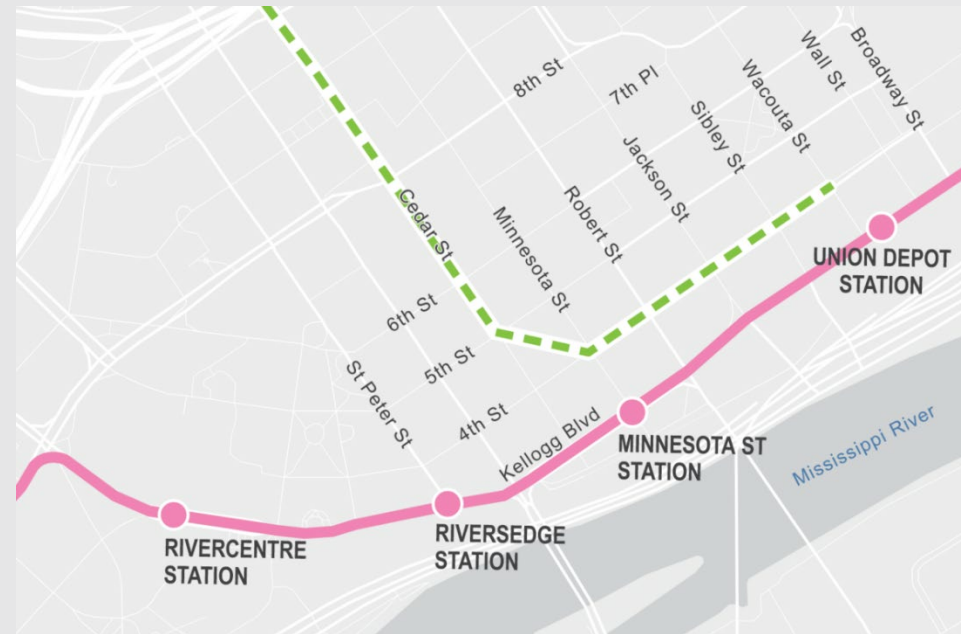 8th St
7th Pl
Wall St
Broadway St
Wacouta St
Sibley St
Jackson St
Robert St
Cedar St
Minnesota St
UNION DEPOT
STATION
6th St
5th St
St Peter St
4th St
Kellogg Blvd
MINNESOTA ST
STATION
Mississippi River
RIVERCENTRE
STATION
RIVERSEDGE
STATION